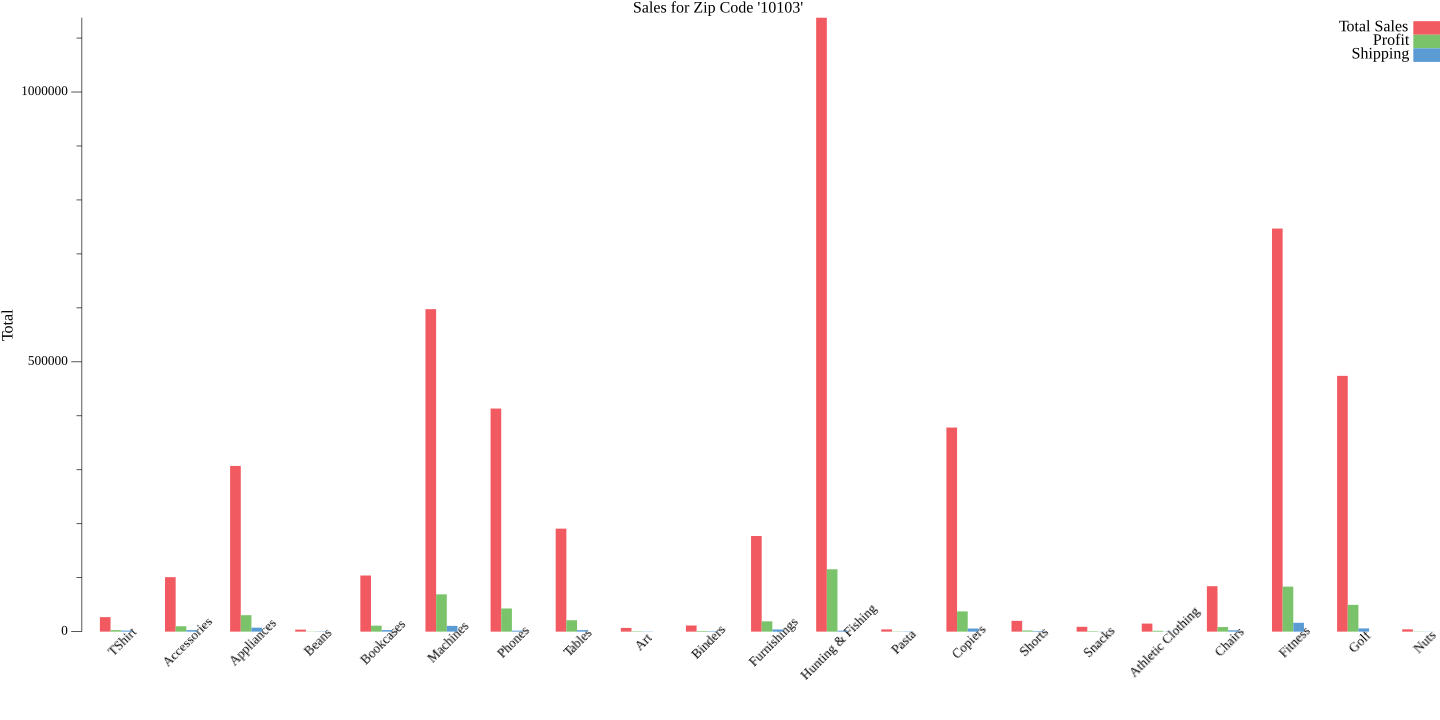 Sales for Zip Code '10103'
Total Sales
Profit
Shipping
1000000
500000
0
Total
TShirt
Accessories
Appliances
Beans
Bookcases
Machines
Phones
Tables
Art
Binders
Furnishings
Hunting & Fishing
Pasta
Copiers
Shorts
Snacks
Athletic Clothing
Chairs
Fitness
Golf
Nuts